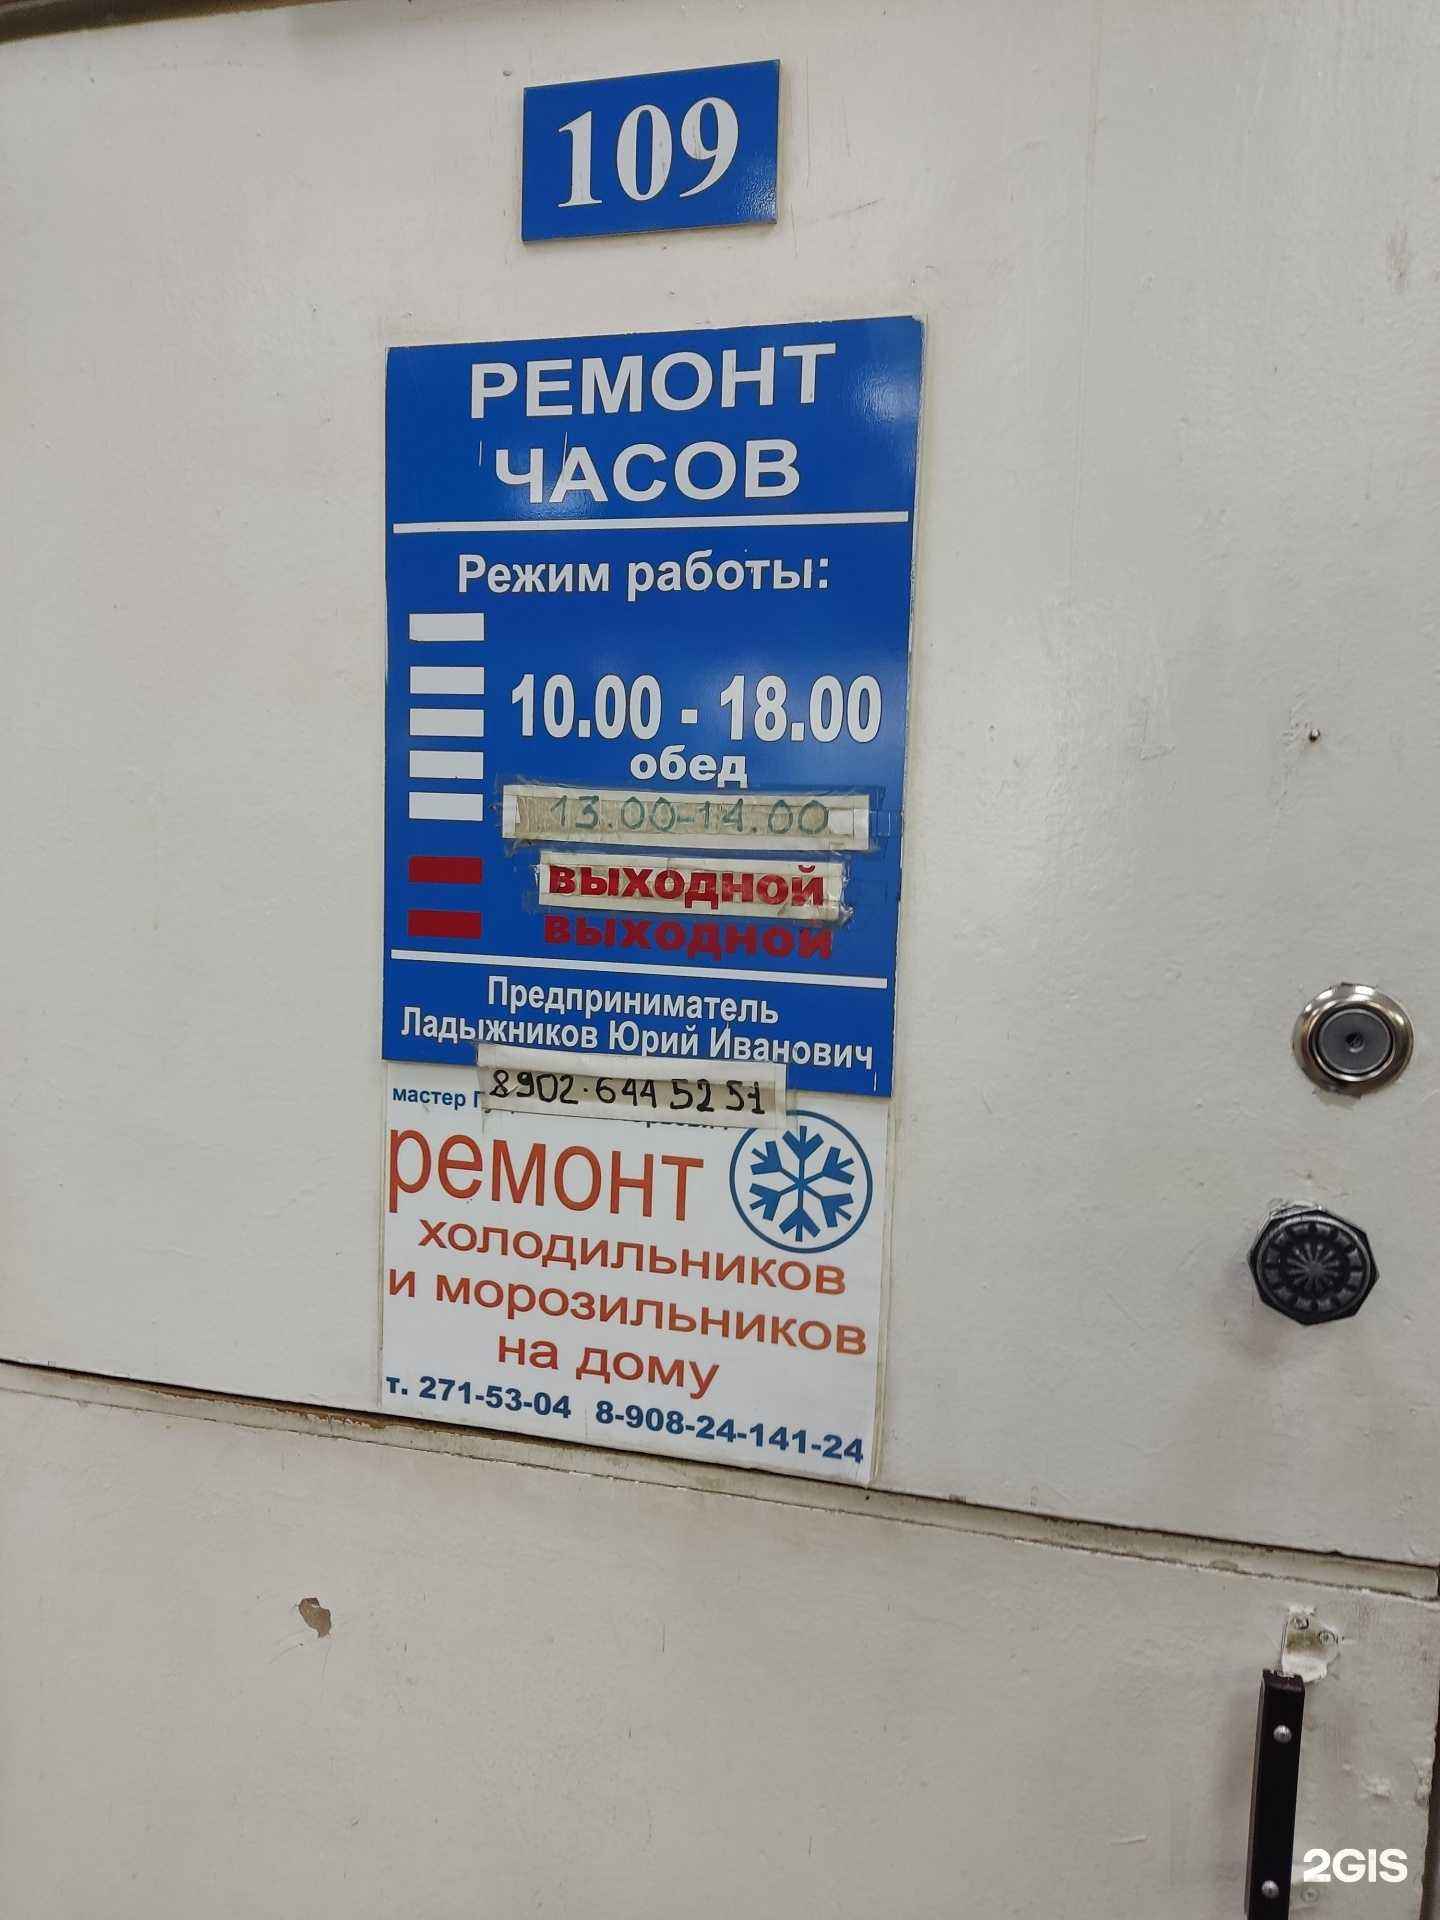 109
РЕМОНТ
ЧАСОВ
Режим работы:
10.00 - 18.00
обед
13.00-14.00
выходной
выходной
Предприниматель
Ладыжников Юрий Иванович
8902·644 52 51
мастер
ремонт
холодильников
и морозильников
на дому
т. 271-53-04 8-908-24-141-24
2GIS